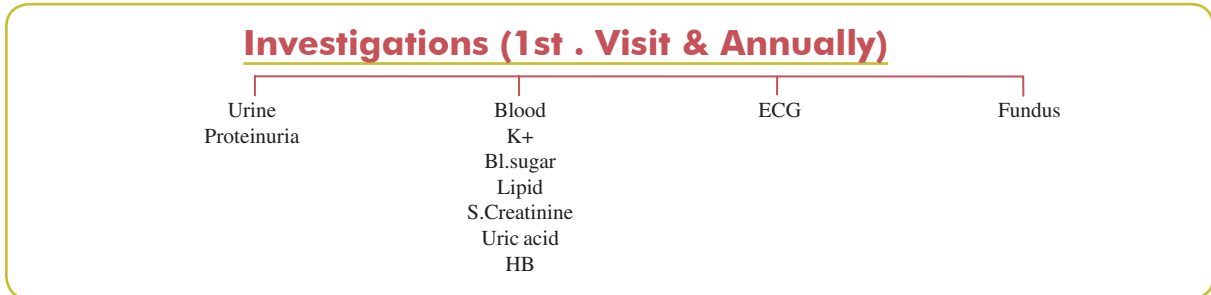 Investigations (1st . Visit & Annually)
Urine
Proteinuria
Blood
K+
Bl.sugar
Lipid
S.Creatinine
Uric acid
HB
ECG
Fundus